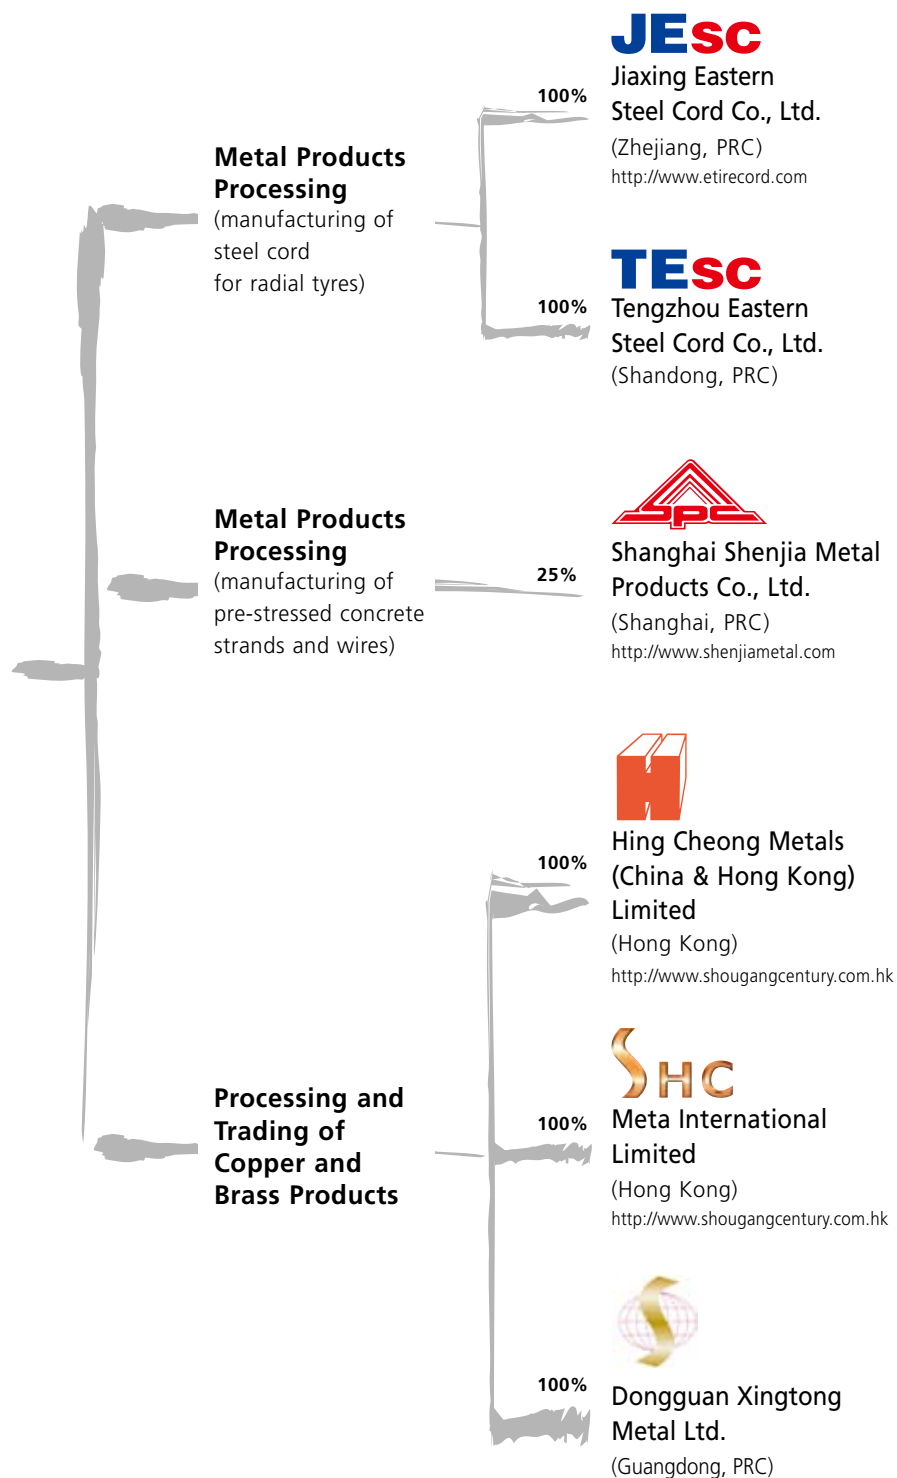 JESC
100%
Jiaxing Eastern
Steel Cord Co., Ltd.
(Zhejiang, PRC)
http://www.etirecord.com
Metal Products
Processing
(manufacturing of
steel cord
for radial tyres)
TESC
100%
Tengzhou Eastern
Steel Cord Co., Ltd.
(Shandong, PRC)
Metal Products
Processing
(manufacturing of
pre-stressed concrete
strands and wires)
SPC
25%
Shanghai Shenjia Metal
Products Co., Ltd.
(Shanghai, PRC)
http://www.shenjiametal.com
H
100%
Hing Cheong Metals
(China & Hong Kong)
Limited
(Hong Kong)
http://www.shougangcentury.com.hk
Processing and
Trading of
Copper and
Brass Products
SHC
100%
Meta International
Limited
(Hong Kong)
http://www.shougangcentury.com.hk
S
100%
Dongguan Xingtong
Metal Ltd.
(Guangdong, PRC)